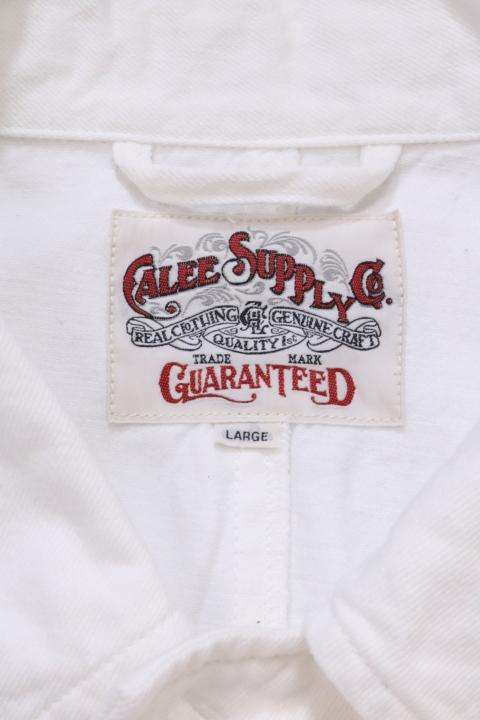 CALEE SUPPLY CO.
REAL CLOTHING GENUINE CRAFT
QUALITY 1st
TRADE MARK
GUARANTEED
LARGE